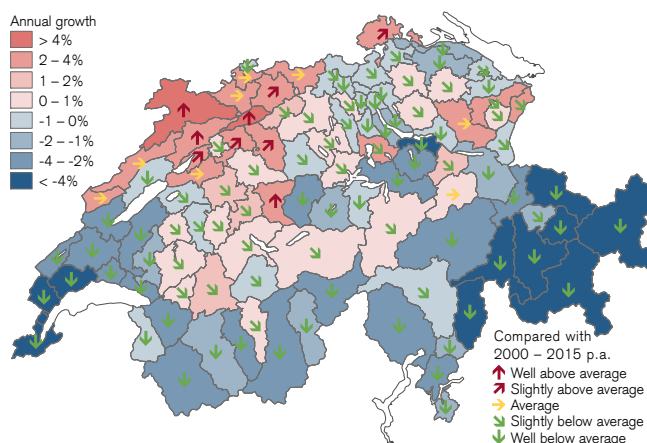 Annual growth
> 4%
2 – 4%
1 – 2%
0 – 1%
-1 – 0%
-2 – -1%
-4 – -2%
< -4%
Compared with
2000 – 2015 p.a.
Well above average
Slightly above average
Average
Slightly below average
Well below average